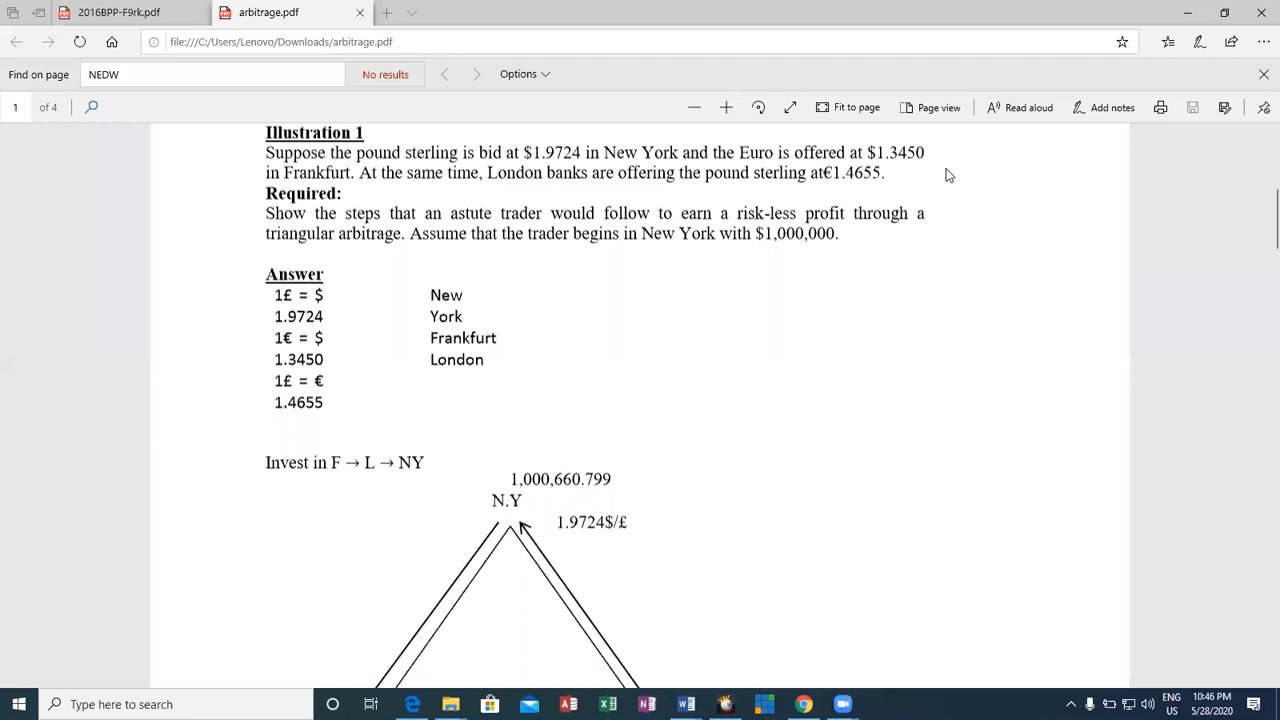 2016BPP-F9rk.pdf
arbitrage.pdf
file:///C:/Users/Lenovo/Downloads/arbitrage.pdf
Find on page
NEDW
No results
Options
1 of 4
Fit to page
Page view
Read aloud
Add notes
Illustration 1
Suppose the pound sterling is bid at $1.9724 in New York and the Euro is offered at $1.3450
in Frankfurt. At the same time, London banks are offering the pound sterling at€1.4655.
Required:
Show the steps that an astute trader would follow to earn a risk-less profit through a
triangular arbitrage. Assume that the trader begins in New York with $1,000,000.
Answer
1£ = $ New
1.9724 York
1€ = $ Frankfurt
1.3450 London
1£ = €
1.4655
Invest in F → L → NY
1,000,660.799
N.Y
1.9724$/£
Type here to search
ENG
US
10:46 PM
5/28/2020